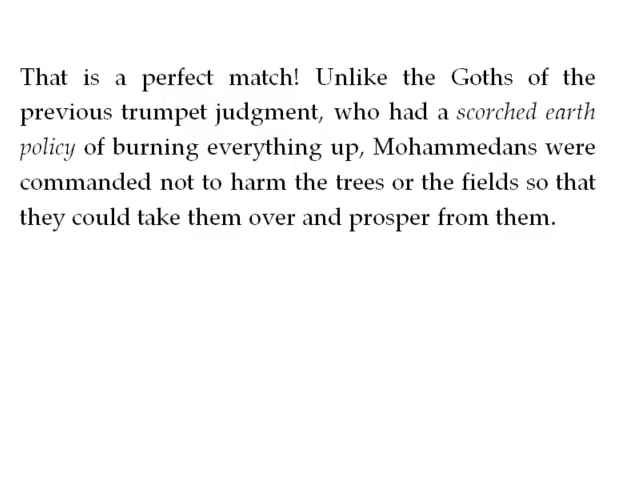 That is a perfect match! Unlike the Goths of the
previous trumpet judgment, who had a scorched earth
policy of burning everything up, Mohammedans were
commanded not to harm the trees or the fields so that
they could take them over and prosper from them.